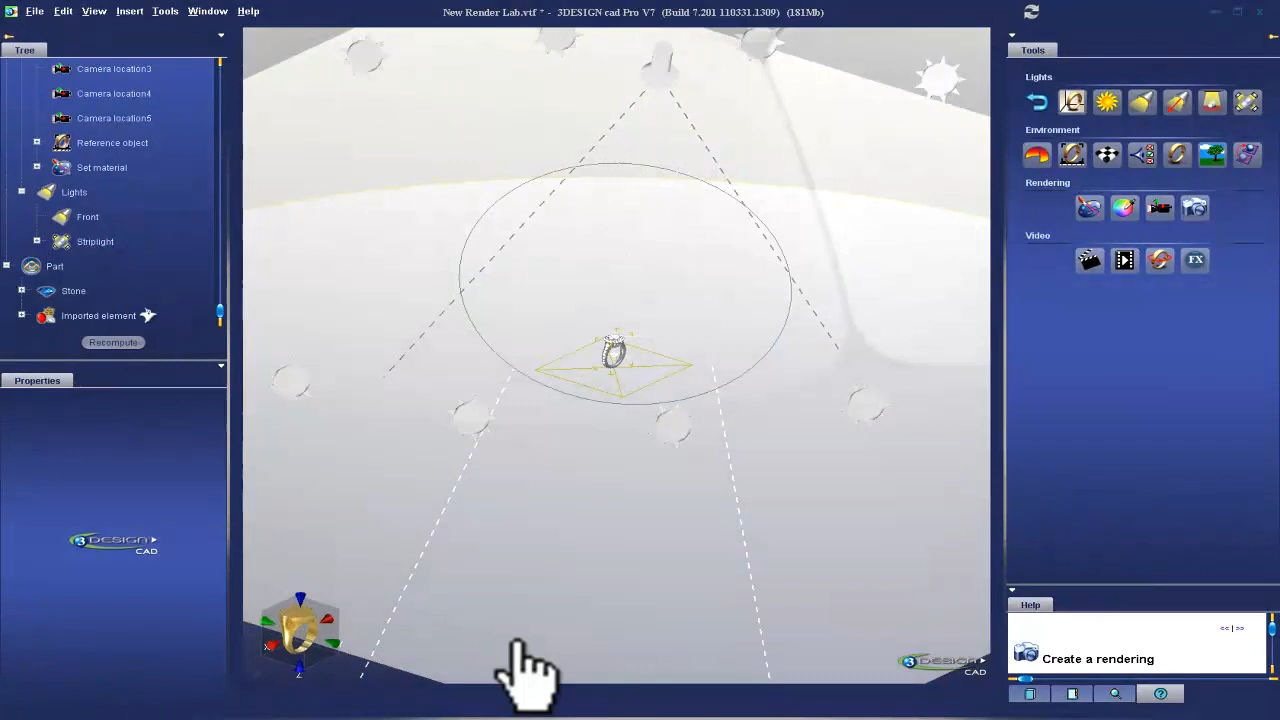 File Edit View Insert Tools Window Help
New Render Lab.vtf * - 3DESIGN cad Pro V7 (Build 7.201 110331.1309) (181Mb)
Tree
Camera location3
Camera location4
Camera location5
Reference object
Set material
Lights
Front
Striplight
Part
Stone
Imported element
Recompute
Properties
3DESIGN
CAD
X
Z
3DESIGN
CAD
Tools
Lights
Environment
Rendering
Video
FX
Help
<< | >>
Create a rendering